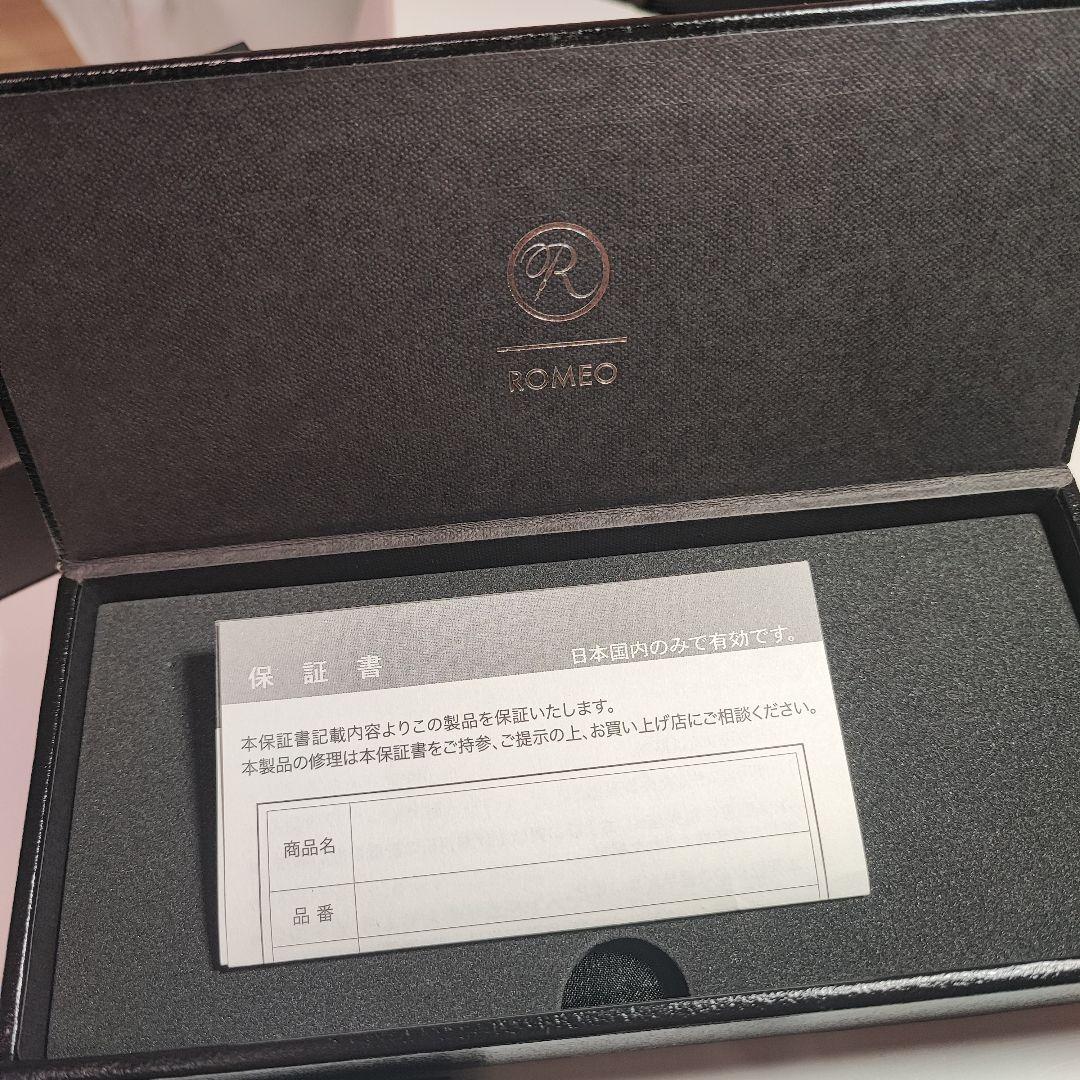 R
ROMEO
保証書
日本国内のみで有効です。
本保証書記載内容よりこの製品を保証いたします。
本製品の修理は本保証書をご持参、ご提示の上、お買い上げ店にご相談ください。
商品名
品番